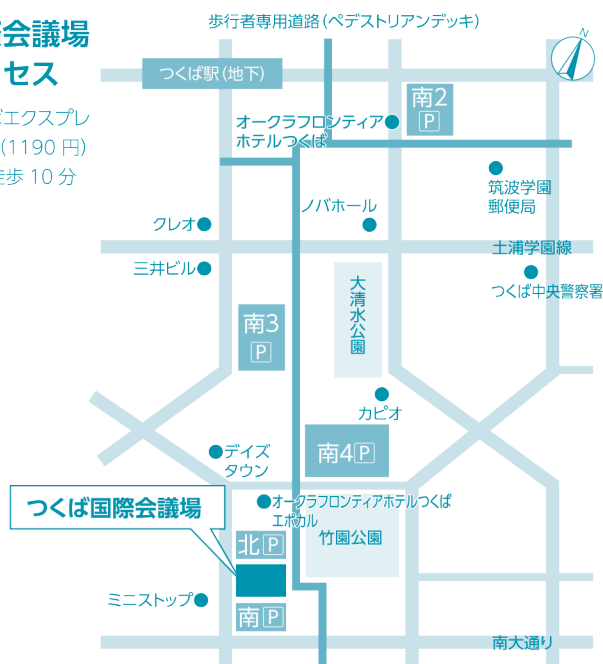 歩行者専用道路(ペデストリアンデッキ)
会議場
セス
エクスプレ
(1190 円)
徒歩 10 分
N
つくば駅(地下)
南2
P
オークラフロンティア
ホテルつくば
筑波学園
郵便局
ノバホール
クレオ
土浦学園線
三井ビル
つくば中央警察署
大清水公園
南3
P
カピオ
南4P
デイズ
タウン
つくば国際会議場
オークラフロンティアホテルつくば
エポカル
竹園公園
北P
ミニストップ
南P
南大通り